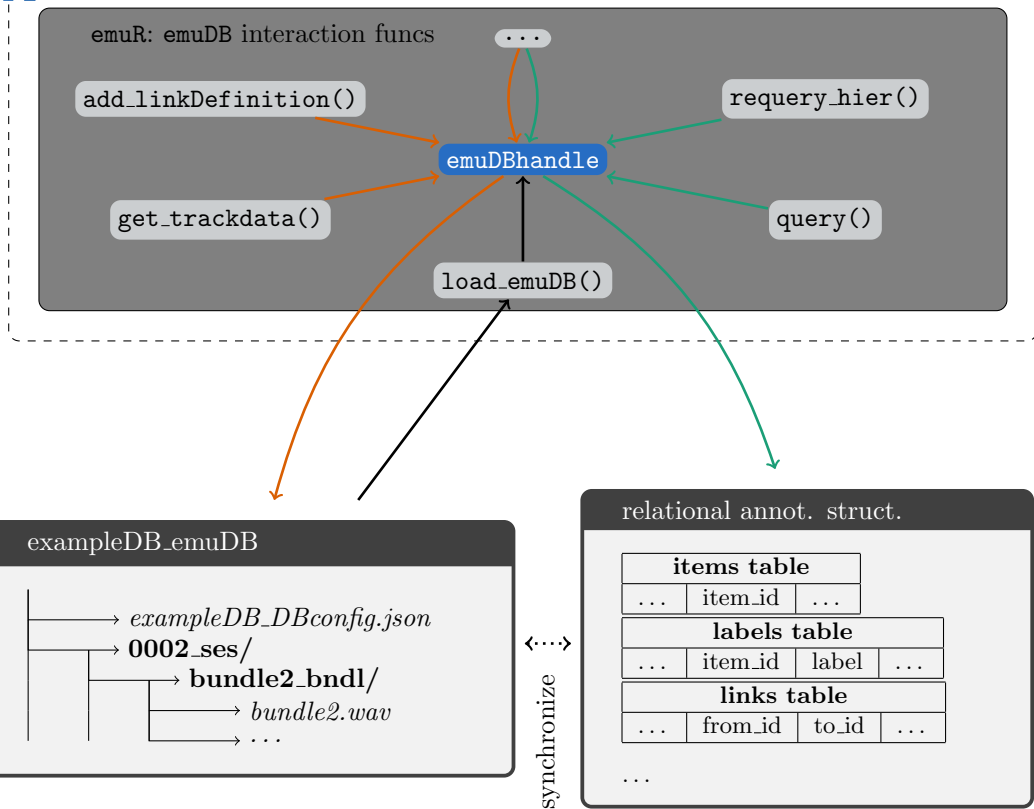 emuR: emuDB interaction funcs
...
add_linkDefinition()
requery_hier()
emuDBhandle
get_trackdata()
query()
load_emuDB()
exampleDB_emuDB
exampleDB_DBconfig.json
0002_ses/
bundle2_bndl/
bundle2.wav
...
synchronize
relational annot. struct.
items table
... item_id ...
labels table
... item_id label ...
links table
... from_id to_id ...
...